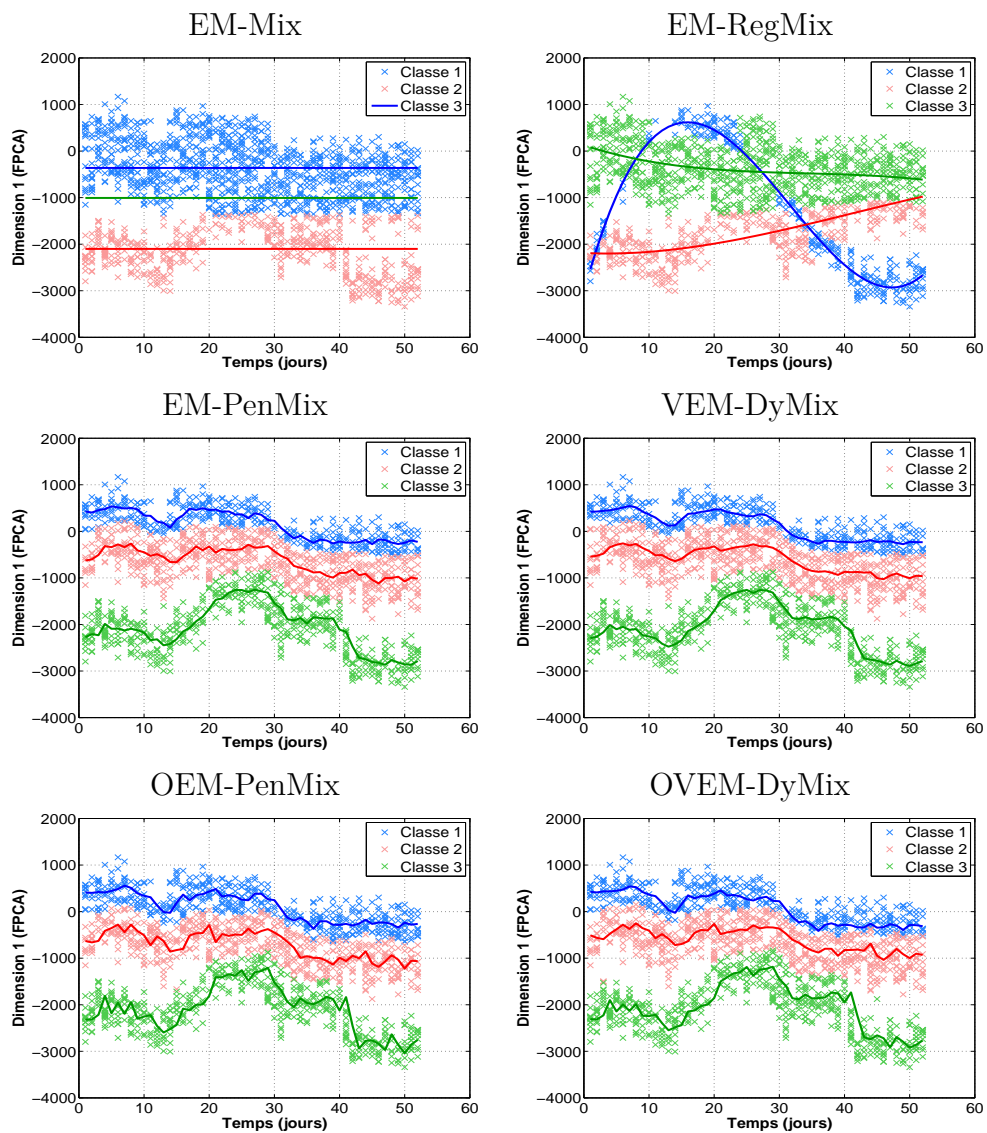 EM-Mix
2000
1000
0
−1000
−2000
−3000
−4000
0 10 20 30 40 50 60
Temps (jours)
Dimension 1 (FPCA)
Classe 1
Classe 2
Classe 3
EM-RegMix
2000
1000
0
−1000
−2000
−3000
−4000
0 10 20 30 40 50 60
Temps (jours)
Dimension 1 (FPCA)
Classe 1
Classe 2
Classe 3
EM-PenMix
2000
1000
0
−1000
−2000
−3000
−4000
0 10 20 30 40 50 60
Temps (jours)
Dimension 1 (FPCA)
Classe 1
Classe 2
Classe 3
VEM-DyMix
2000
1000
0
−1000
−2000
−3000
−4000
0 10 20 30 40 50 60
Temps (jours)
Dimension 1 (FPCA)
Classe 1
Classe 2
Classe 3
OEM-PenMix
2000
1000
0
−1000
−2000
−3000
−4000
0 10 20 30 40 50 60
Temps (jours)
Dimension 1 (FPCA)
Classe 1
Classe 2
Classe 3
OVEM-DyMix
2000
1000
0
−1000
−2000
−3000
−4000
0 10 20 30 40 50 60
Temps (jours)
Dimension 1 (FPCA)
Classe 1
Classe 2
Classe 3